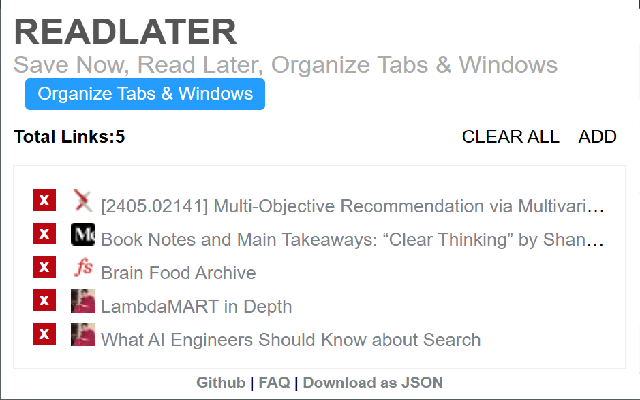 READLATER
Save Now, Read Later, Organize Tabs & Windows
Organize Tabs & Windows
Total Links:5 CLEAR ALL ADD
x [2405.02141] Multi-Objective Recommendation via Multivari...
x Book Notes and Main Takeaways: “Clear Thinking” by Shan...
x fs Brain Food Archive
x LambdaMART in Depth
x What AI Engineers Should Know about Search
Github | FAQ | Download as JSON